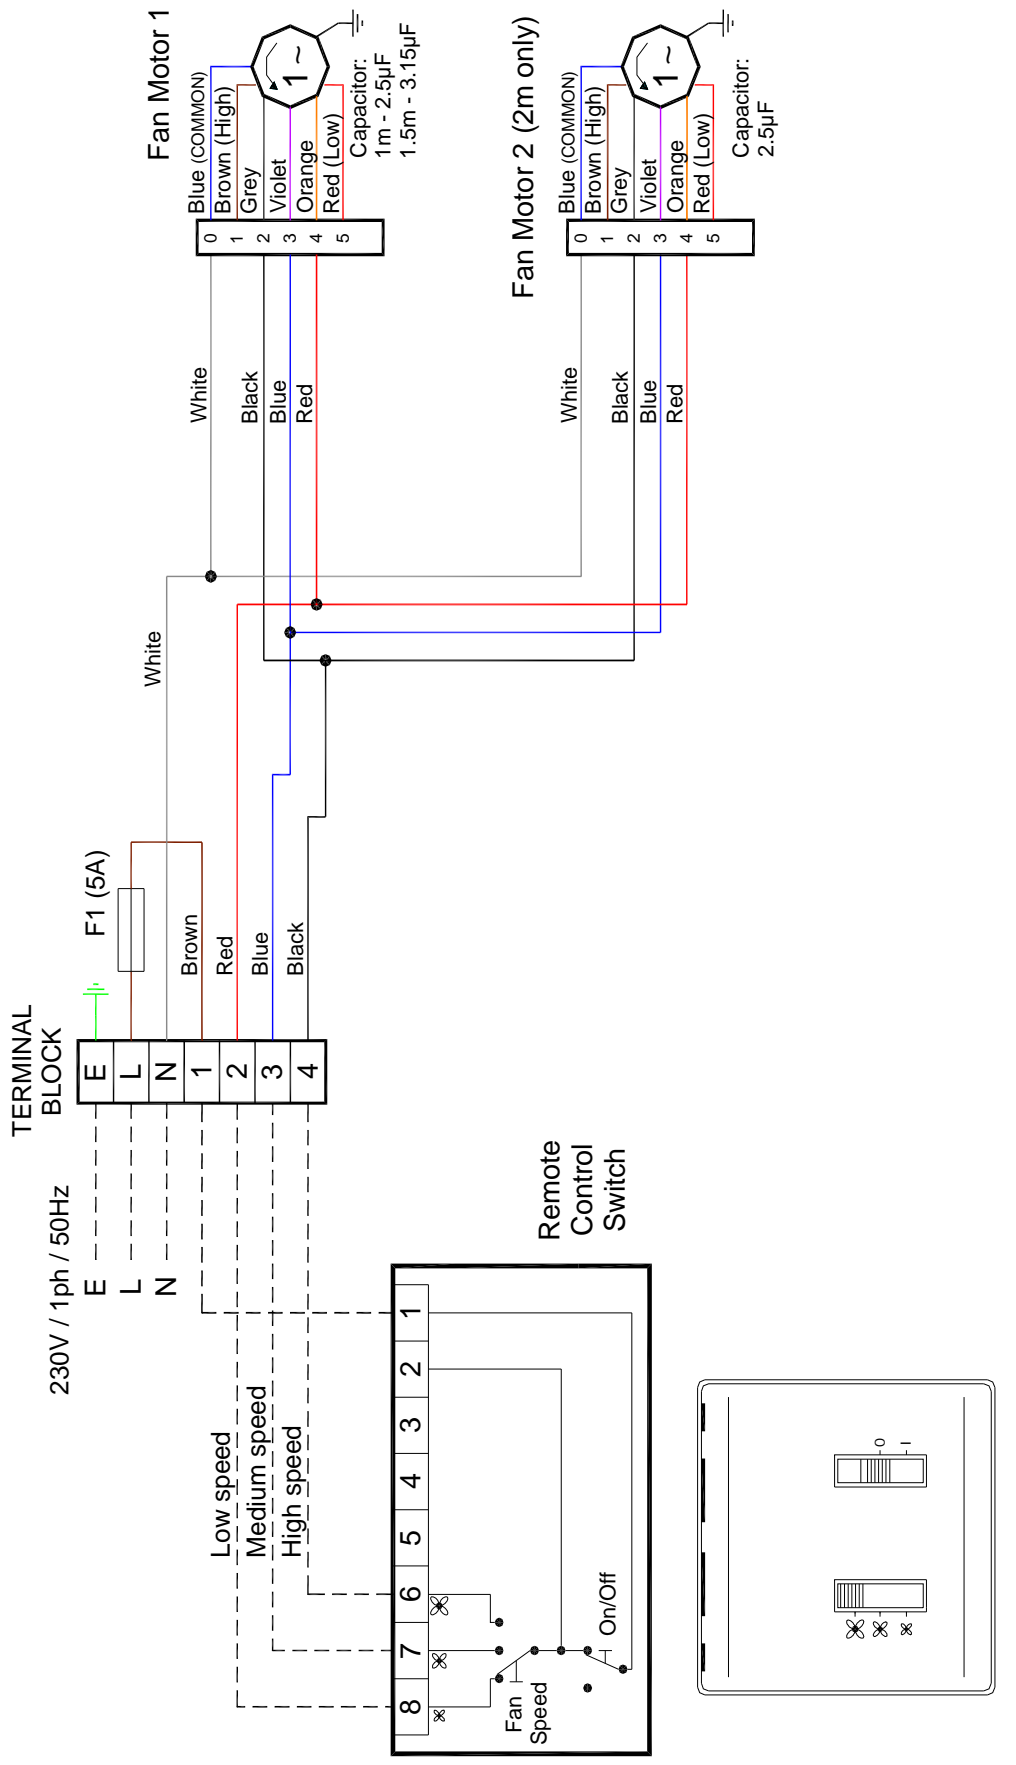 Fan Motor 1
Blue (COMMON)
Brown (High)
Grey
Violet
Orange
Red (Low)
Capacitor:
1m - 2.5µF
1.5m - 3.15µF
1 ~
0
1
2
3
4
5
White
Black
Blue
Red
Fan Motor 2 (2m only)
Blue (COMMON)
Brown (High)
Grey
Violet
Orange
Red (Low)
Capacitor:
2.5µF
1 ~
0
1
2
3
4
5
White
Black
Blue
Red
White
F1 (5A)
Brown
Red
Blue
Black
TERMINAL
BLOCK
E
L
N
1
2
3
4
230V / 1ph / 50Hz
E
L
N
Low speed
Medium speed
High speed
Remote
Control
Switch
1
2
3
4
5
6
7
8
Fan
Speed
On/Off
0
I